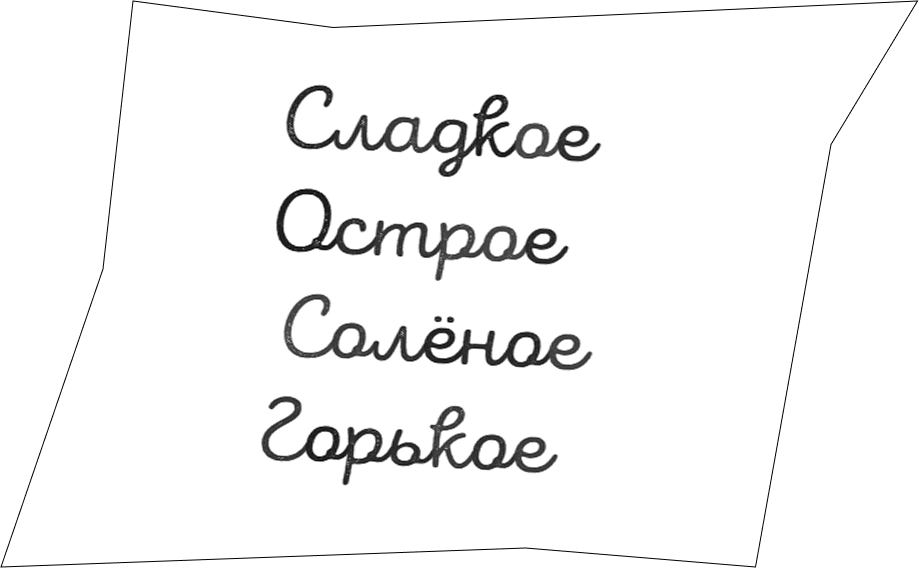 Сладкое
Острое
Солёное
Горькое